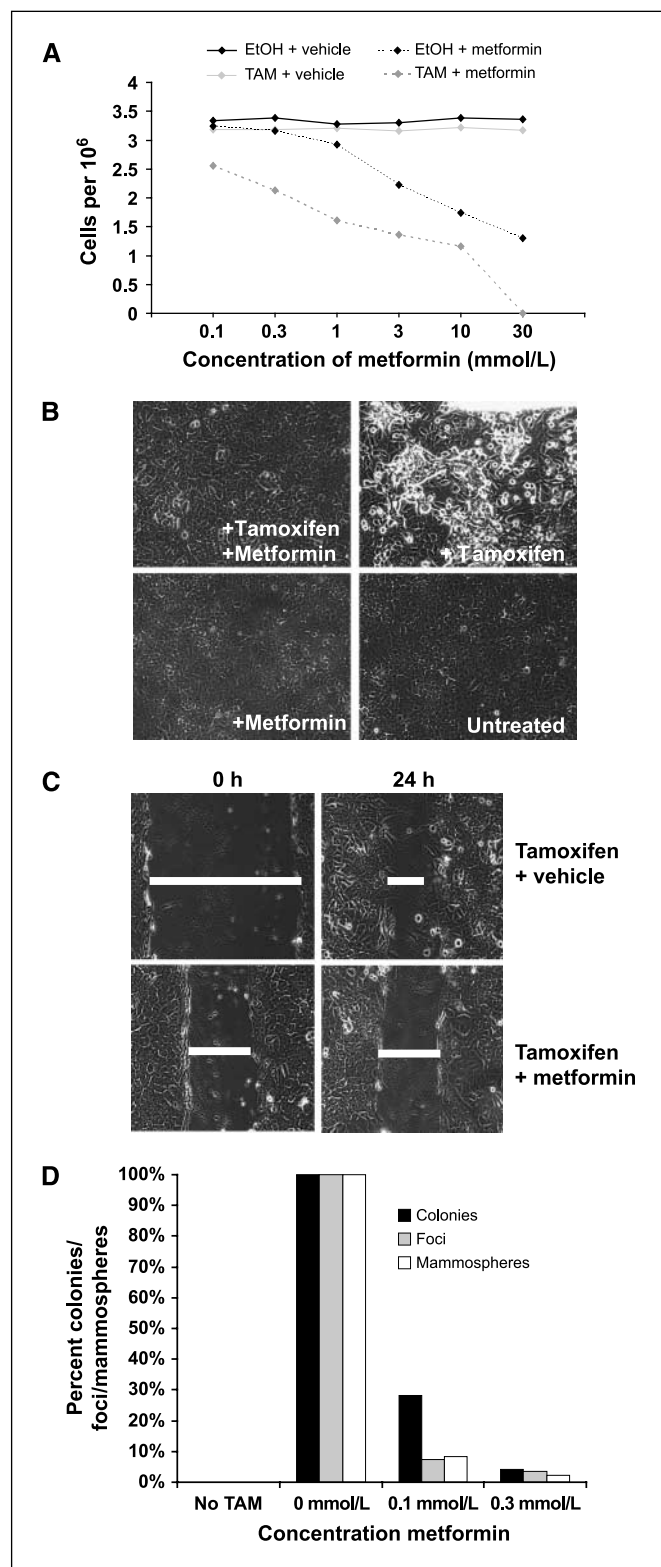 A
EtOH + vehicle
EtOH + metformin
TAM + vehicle
TAM + metformin
Cells per 10^6
4
3.5
3
2.5
2
1.5
1
0.5
0
0.1 0.3 1 3 10 30
Concentration of metformin (mmol/L)
B
+Tamoxifen
+Metformin
+ Tamoxifen
+Metformin
Untreated
C
0 h
24 h
Tamoxifen
+ vehicle
Tamoxifen
+ metformin
D
Percent colonies/
foci/mammospheres
100%
90%
80%
70%
60%
50%
40%
30%
20%
10%
0%
Colonies
Foci
Mammospheres
No TAM 0 mmol/L 0.1 mmol/L 0.3 mmol/L
Concentration metformin